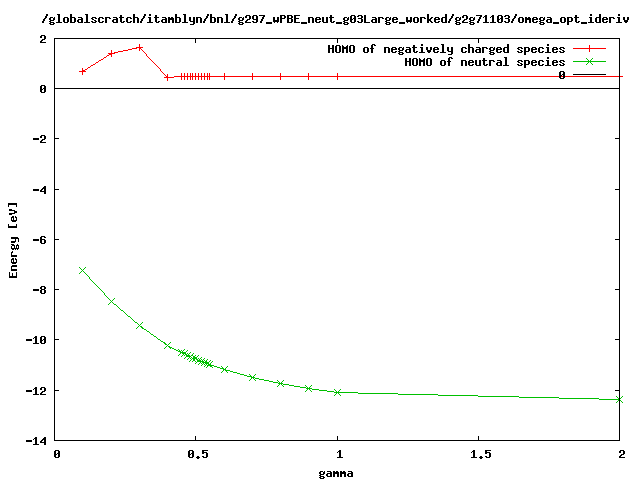 /globalscratch/itamblyn/bnl/g297_wPBE_neut_g03Large_worked/g2g71103/omega_opt_ideriv
HOMO of negatively charged species
HOMO of neutral species
0
2
0
-2
-4
-6
-8
-10
-12
-14
Energy [eV]
0 0.5 1 1.5 2
gamma